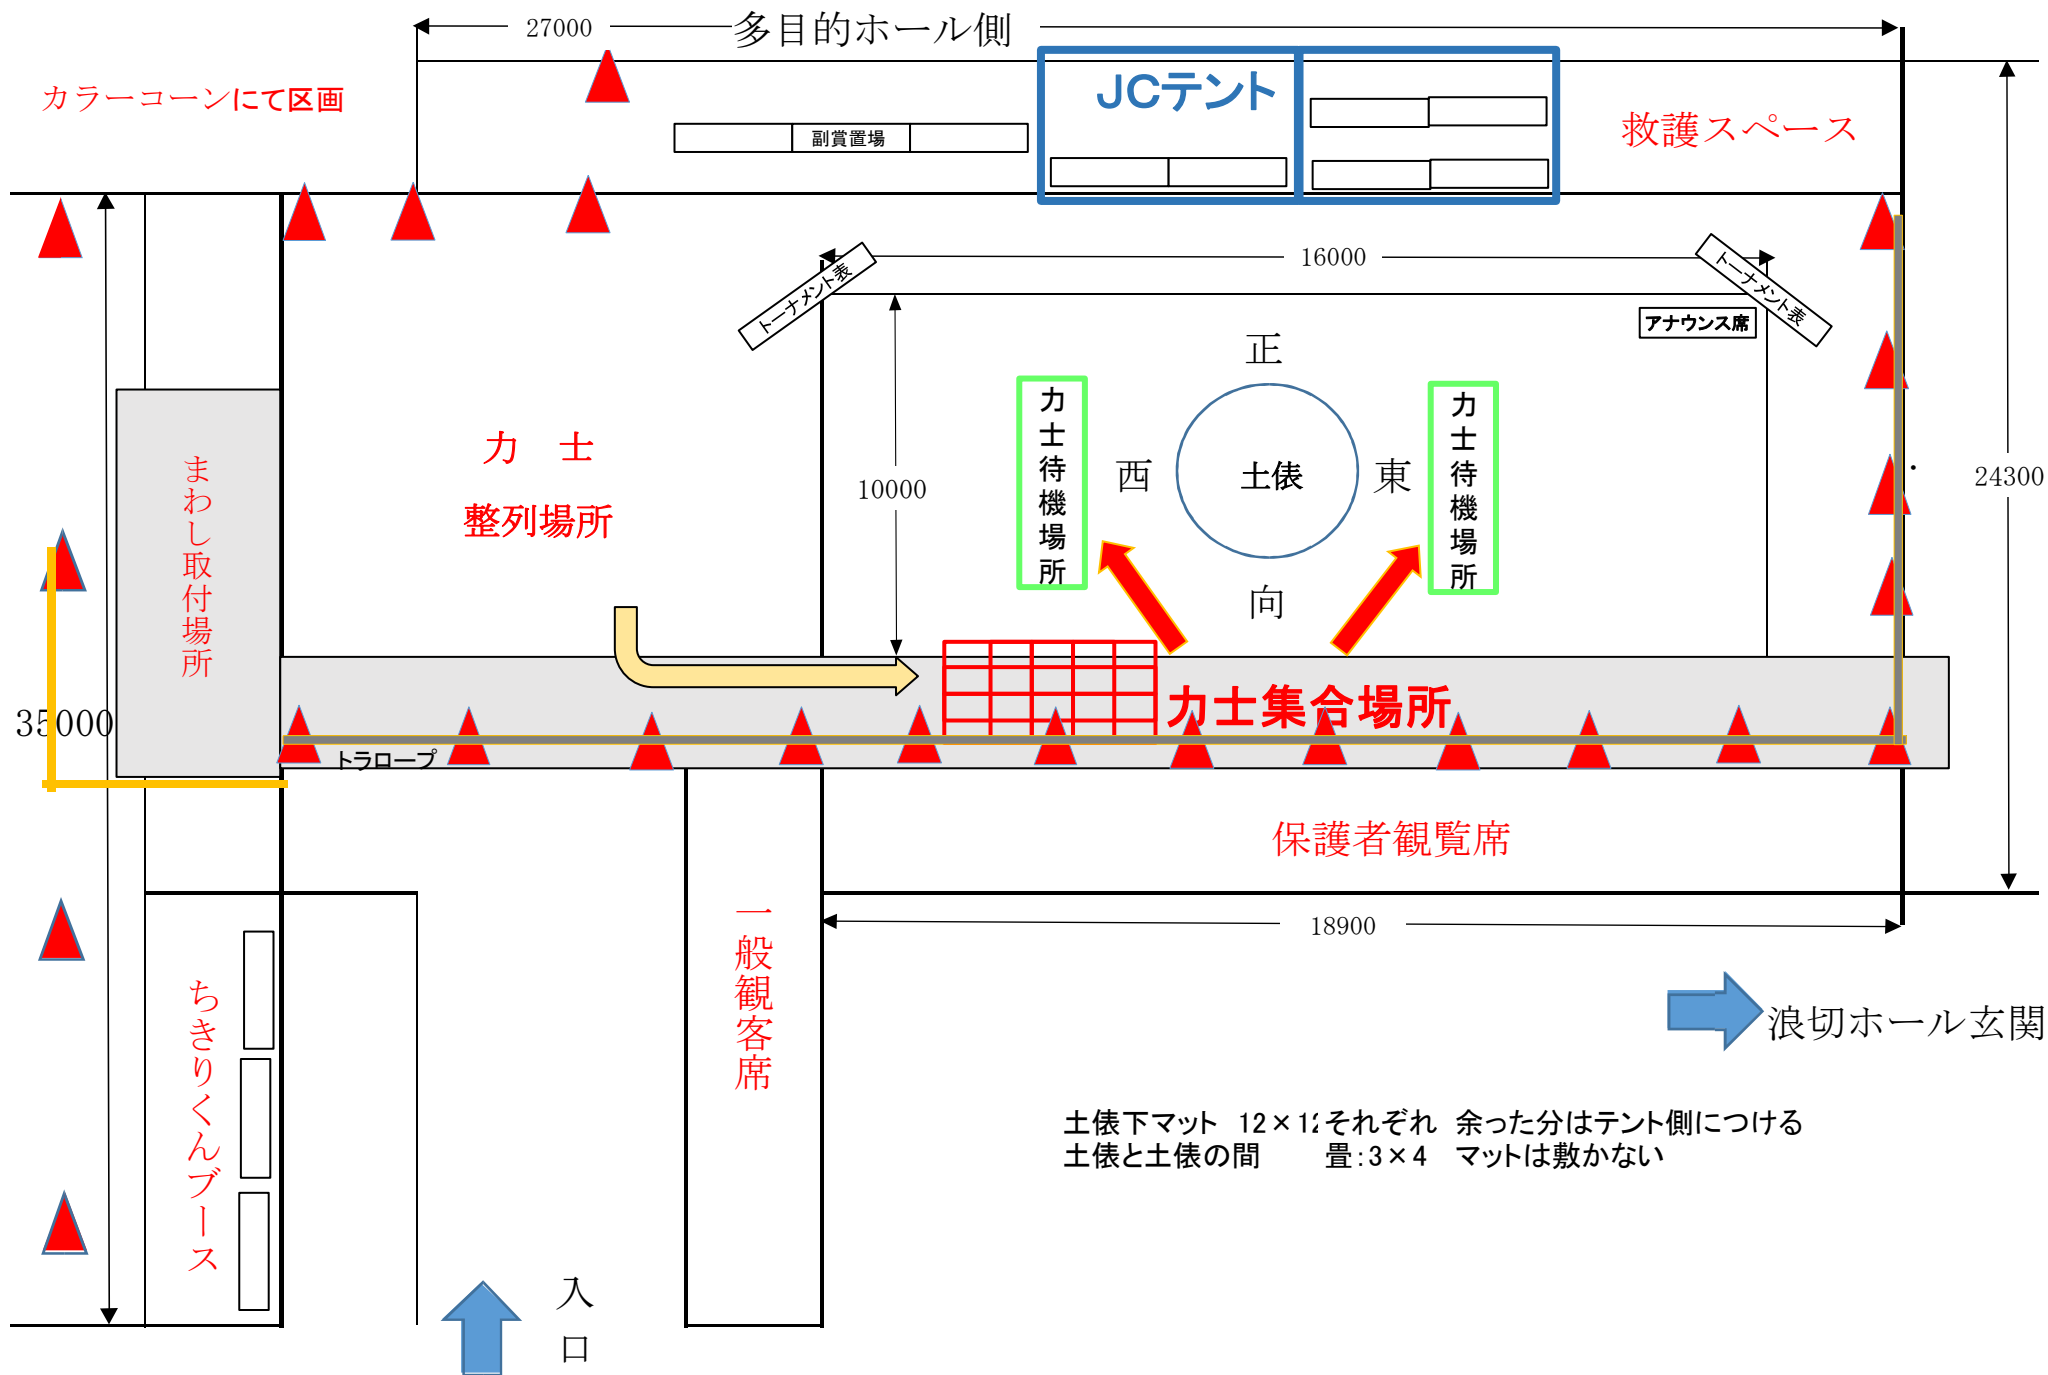 27000
多目的ホール側
カラーコーンにて区画
JCテント
副賞置場
救護スペース
トーナメント表
16000
トーナメント表
アナウンス席
正
力士待機場所
西
土俵
東
力士待機場所
向
10000
24300
力 士
整列場所
まわし取付場所
35000
力士集合場所
トラロープ
保護者観覧席
18900
一般観客席
ちきりくんブース
浪切ホール玄関
土俵下マット 12×12それぞれ 余った分はテント側につける
土俵と土俵の間 畳:3×4 マットは敷かない
入
口